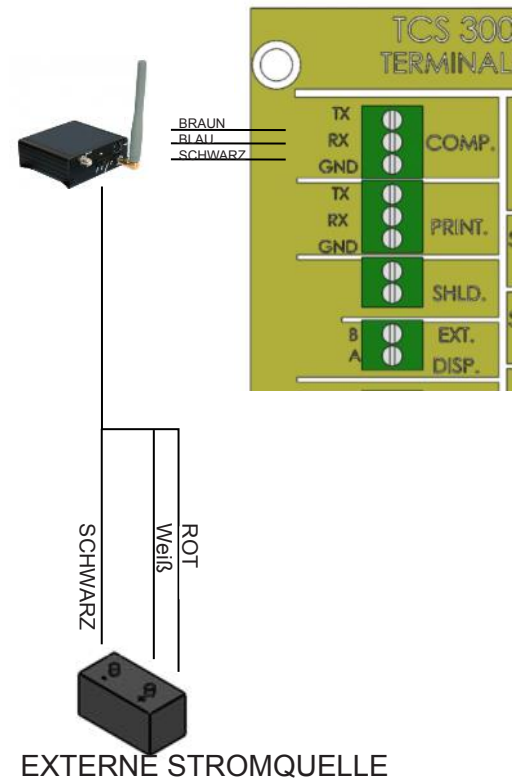 TCS 300
TERMINAL
BRAUN
BLAU
SCHWARZ
TX
RX
GND
COMP.
TX
RX
GND
PRINT.
SHLD.
B
A
EXT.
DISP.
SCHWARZ
Weiß
ROT
- +
EXTERNE STROMQUELLE